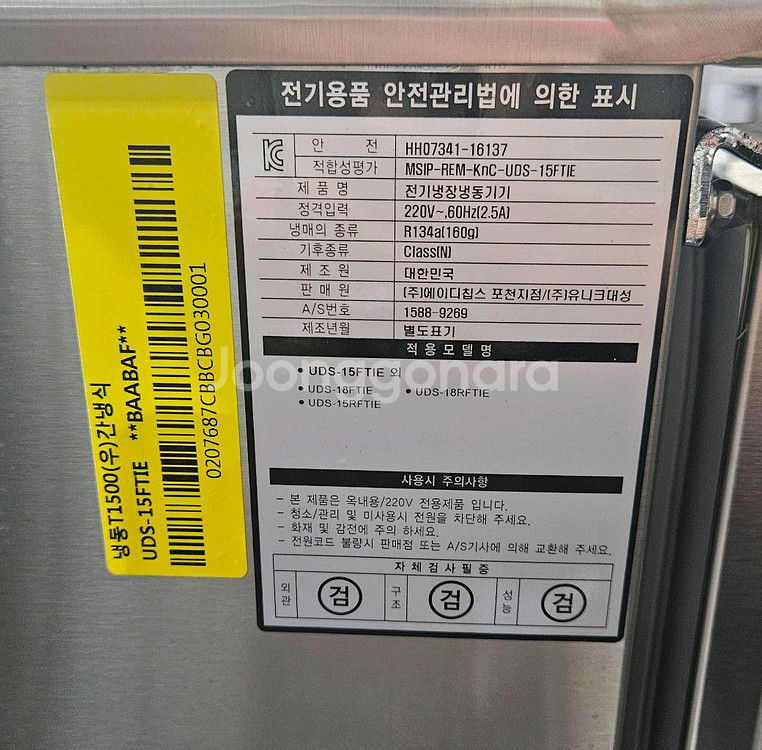 냉동T1500(우)간냉식
UDS-15FTIE **BAABAF**
0207687CBBCBG030001
전기용품 안전관리법에 의한 표시
안 전 HH07341-16137
적합성평가 MSIP-REM-KnC-UDS-15FTIE
제 품 명 전기냉장냉동기기
정격입력 220V~,60Hz(2.5A)
냉매의 종류 R134a(160g)
기후종류 Class(N)
제 조 원 대한민국
판 매 원 (주)에이디칩스 포천지점/(주)유니크대성
A/S번호 1588-9269
제조년월 별도표기
적 용 모 델 명
• UDS-15FTIE 외
• UDS-18FTIE • UDS-18RFTIE
• UDS-15RFTIE
사용시 주의사항
- 본 제품은 옥내용/220V 전용제품 입니다.
- 청소/관리 및 미사용시 전원을 차단해 주세요.
- 화재 및 감전에 주의 하세요.
- 전원코드 불량시 판매점 또는 A/S기사에 의해 교환해 주세요.
자 체 검 사 필 증
외관 검 구조 검 성능 검
Joonggonara